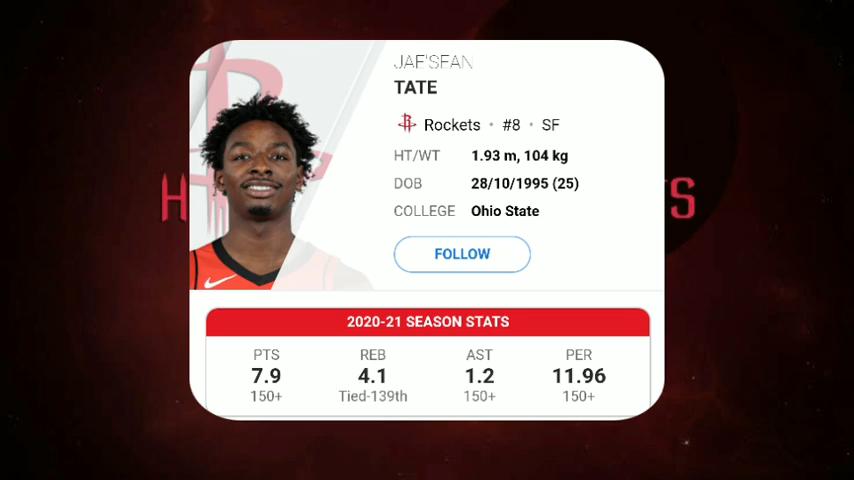 JAE'SEAN
TATE
Rockets • #8 • SF
HT/WT 1.93 m, 104 kg
DOB 28/10/1995 (25)
COLLEGE Ohio State
FOLLOW
2020-21 SEASON STATS
PTS REB AST PER
7.9 4.1 1.2 11.96
150+ Tied-139th 150+ 150+